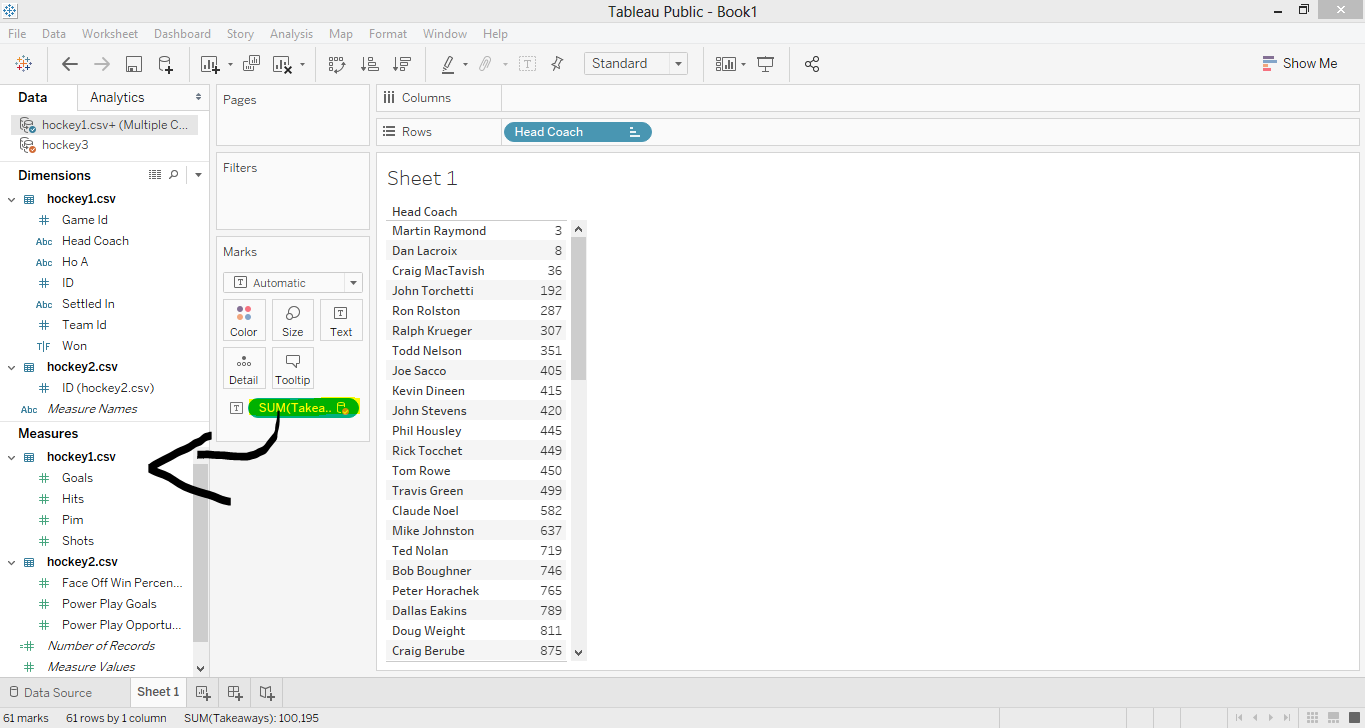 Tableau Public - Book1
File Data Worksheet Dashboard Story Analysis Map Format Window Help
Standard
Show Me
Data Analytics
hockey1.csv+ (Multiple C...
hockey3
Dimensions
hockey1.csv
# Game Id
Abc Head Coach
Abc Ho A
# ID
Abc Settled In
# Team Id
T|F Won
hockey2.csv
# ID (hockey2.csv)
Abc Measure Names
Measures
hockey1.csv
# Goals
# Hits
# Pim
# Shots
hockey2.csv
# Face Off Win Percen...
# Power Play Goals
# Power Play Opportu...
=# Number of Records
# Measure Values
Pages
Filters
Marks
T Automatic
Color Size T Text
Detail Tooltip
T SUM(Takea..
Columns
Rows Head Coach
Sheet 1
Head Coach
Martin Raymond 3
Dan Lacroix 8
Craig MacTavish 36
John Torchetti 192
Ron Rolston 287
Ralph Krueger 307
Todd Nelson 351
Joe Sacco 405
Kevin Dineen 415
John Stevens 420
Phil Housley 445
Rick Tocchet 449
Tom Rowe 450
Travis Green 499
Claude Noel 582
Mike Johnston 637
Ted Nolan 719
Bob Boughner 746
Peter Horachek 765
Dallas Eakins 789
Doug Weight 811
Craig Berube 875
Data Source Sheet 1
61 marks 61 rows by 1 column SUM(Takeaways): 100,195